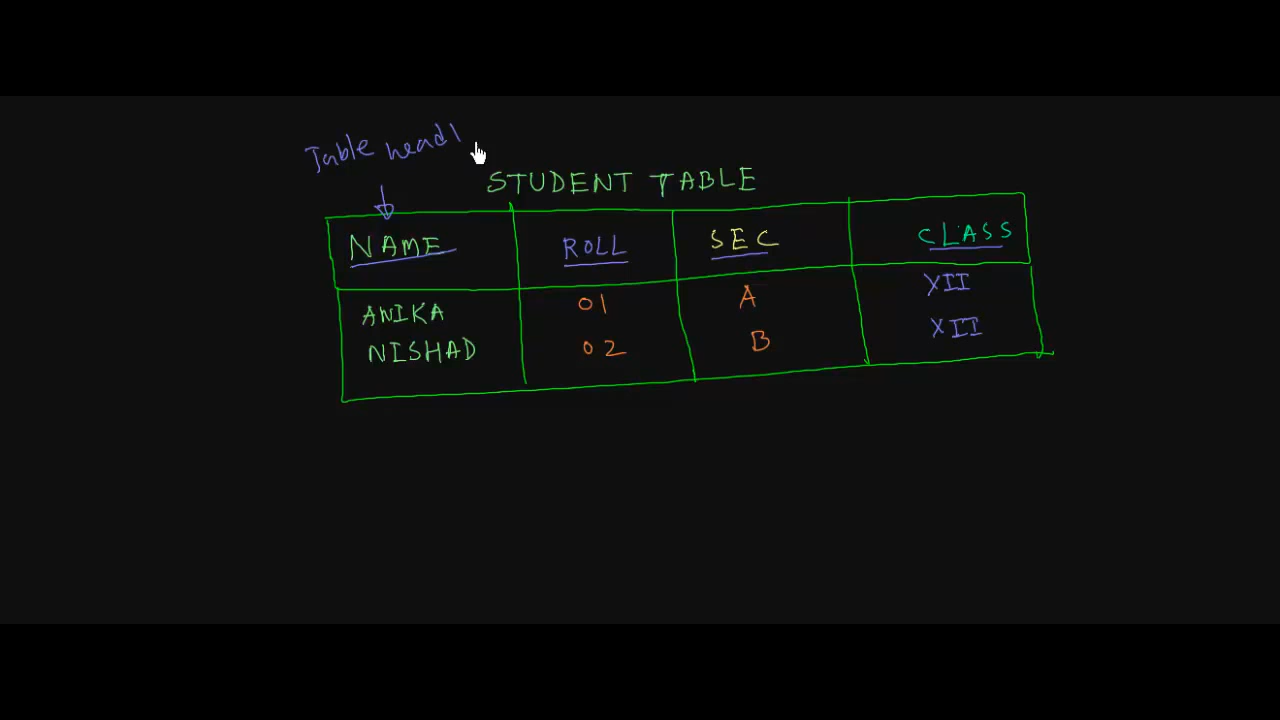 Table head
STUDENT TABLE
NAME ROLL SEC CLASS
ANIKA 01 A XII
NISHAD 02 B XII